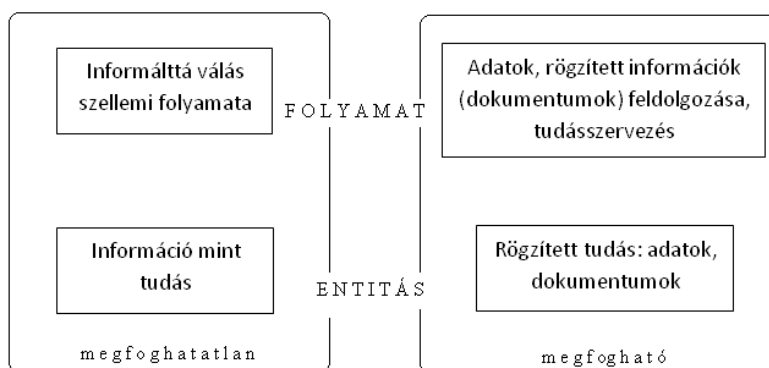 Informálttá válás
szellemi folyamata
FOLYAMAT
Adatok, rögzített információk
(dokumentumok) feldolgozása,
tudásszervezés
Információ mint
tudás
ENTITÁS
Rögzített tudás: adatok,
dokumentumok
megfoghatatlan
megfogható